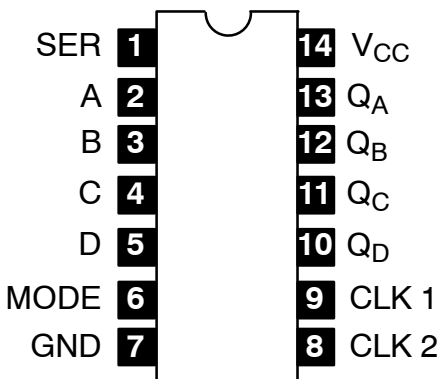 SER 1 14 VCC
A 2 13 QA
B 3 12 QB
C 4 11 QC
D 5 10 QD
MODE 6 9 CLK 1
GND 7 8 CLK 2